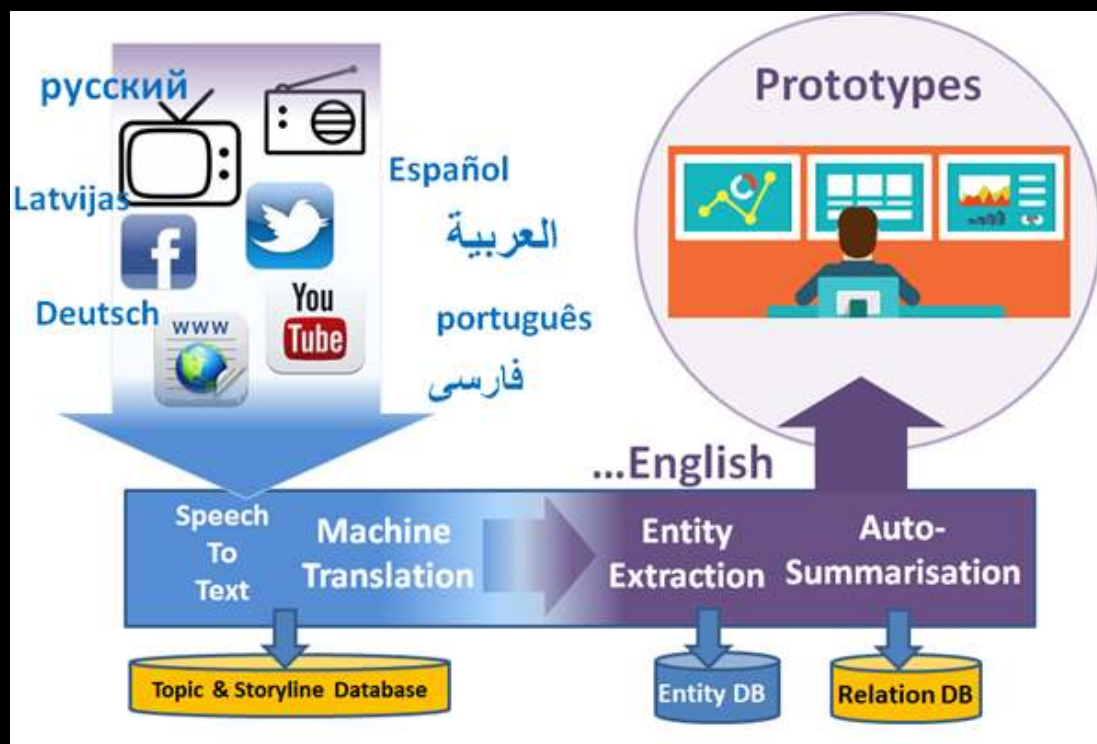 русский
Español
Latvijas
العربية
f
Deutsch
WWW
You
Tube
português
فارسی
Prototypes
...English
Speech
To
Text
Machine
Translation
Entity
Extraction
Auto-
Summarisation
Topic & Storyline Database
Entity DB
Relation DB